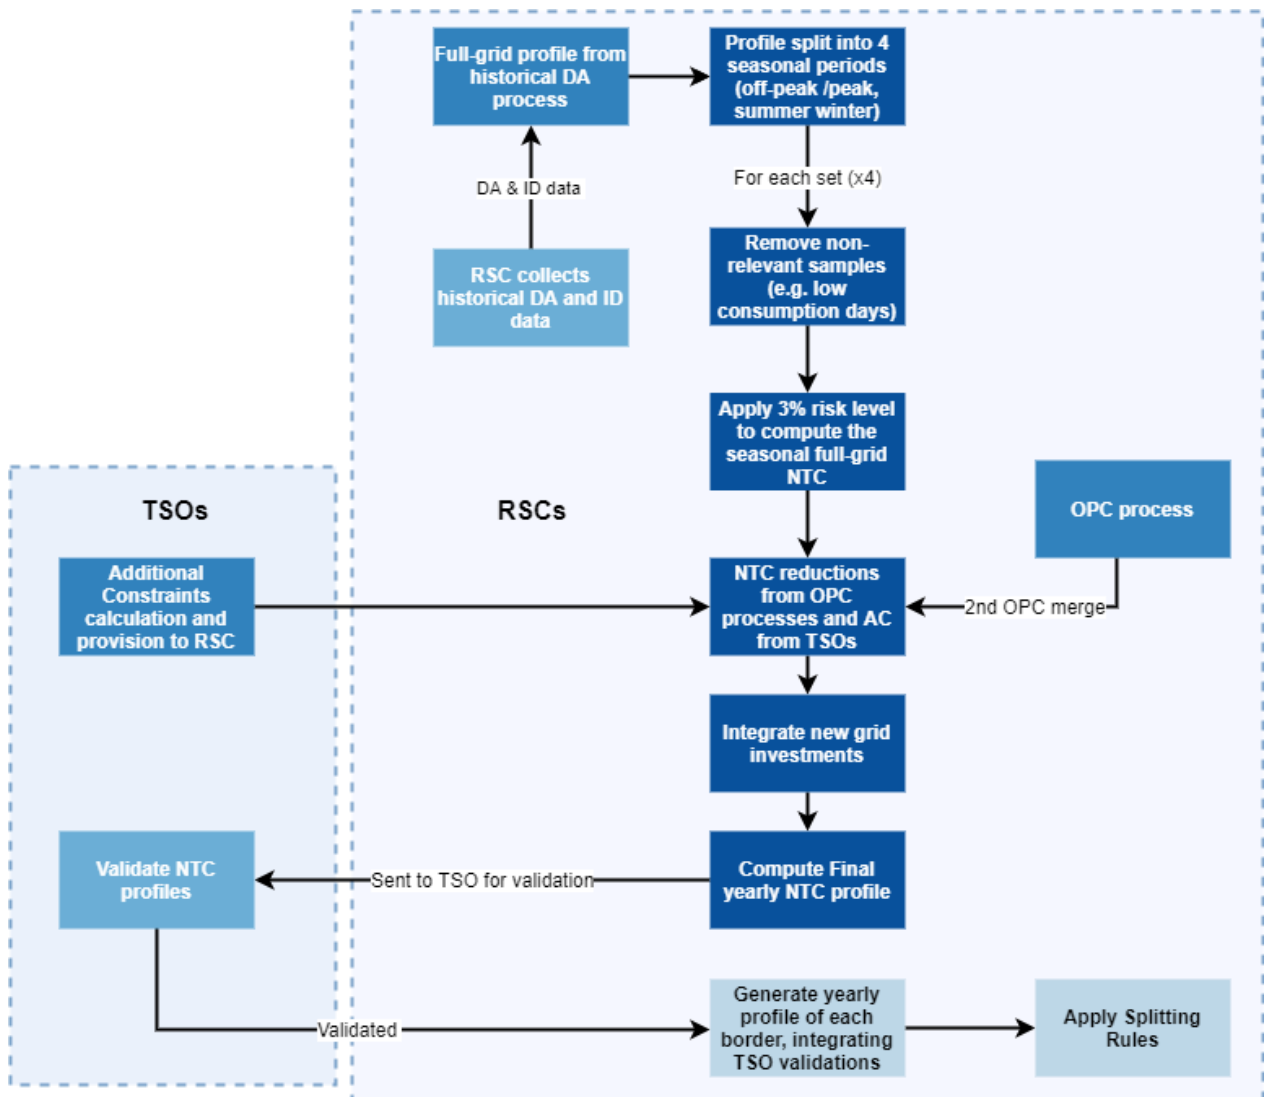 Full-grid profile from
historical DA
process
Profile split into 4
seasonal periods
(off-peak /peak,
summer winter)
DA & ID data
For each set (x4)
RSC collects
historical DA and ID
data
Remove non-
relevant samples
(e.g. low
consumption days)
Apply 3% risk level
to compute the
seasonal full-grid
NTC
TSOs
RSCs
OPC process
Additional
Constraints
calculation and
provision to RSC
NTC reductions
from OPC
processes and AC
from TSOs
2nd OPC merge
Integrate new grid
investments
Validate NTC
profiles
Sent to TSO for validation
Compute Final
yearly NTC profile
Validated
Generate yearly
profile of each
border, integrating
TSO validations
Apply Splitting
Rules